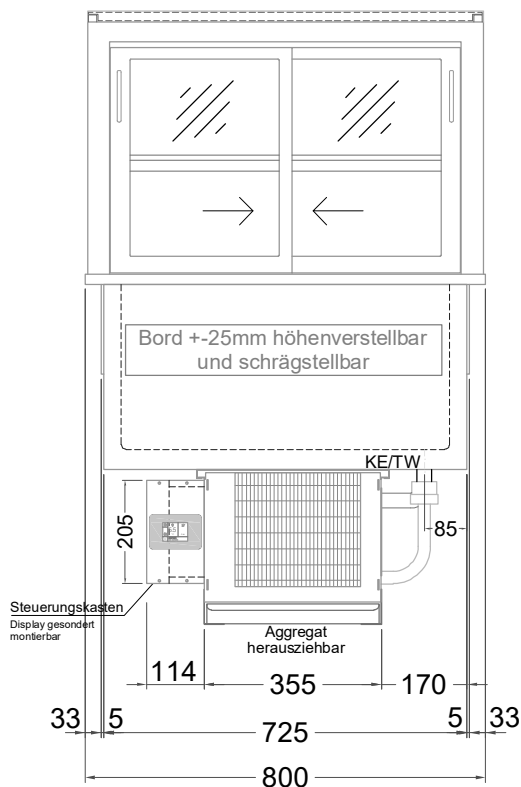 Bord +-25mm höhenverstellbar
und schrägstellbar
KE/TW
205
85
Steuerungskasten
Display gesondert
montierbar
Aggregat
herausziehbar
114
355
170
33
5
725
5
33
800